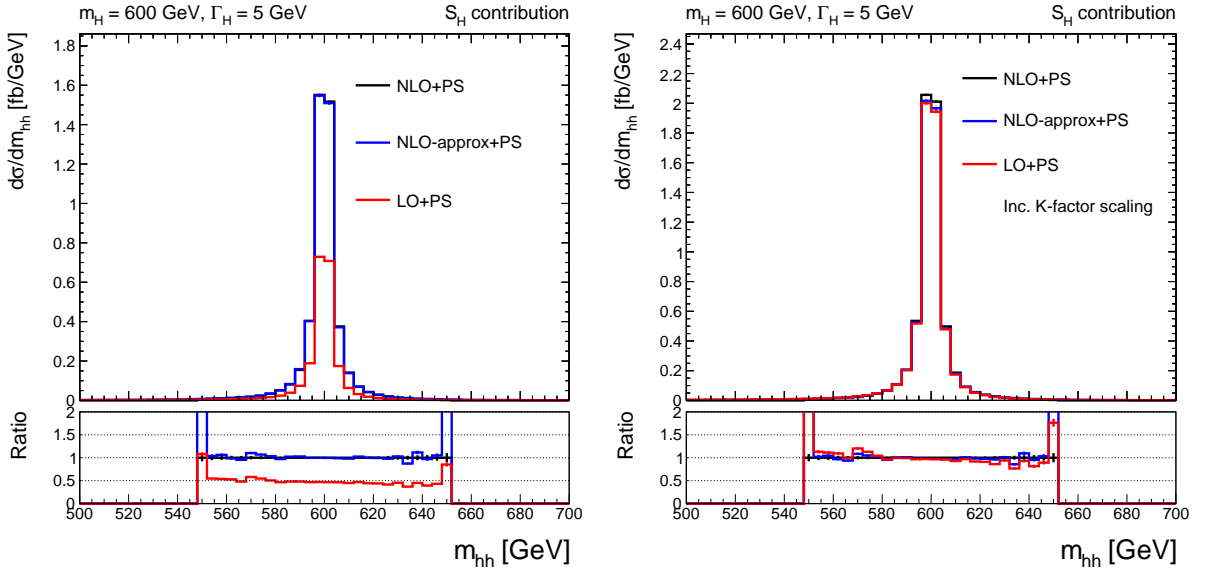 m_H = 600 GeV, Γ_H = 5 GeV S_H contribution
dσ/dm_hh [fb/GeV]
1.8
1.6
1.4
1.2
1
0.8
0.6
0.4
0.2
0
NLO+PS
NLO-approx+PS
LO+PS
Ratio
2
1.5
1
0.5
0
500 520 540 560 580 600 620 640 660 680 700
m_hh [GeV]
m_H = 600 GeV, Γ_H = 5 GeV S_H contribution
dσ/dm_hh [fb/GeV]
2.4
2.2
2
1.8
1.6
1.4
1.2
1
0.8
0.6
0.4
0.2
0
NLO+PS
NLO-approx+PS
LO+PS
Inc. K-factor scaling
Ratio
2
1.5
1
0.5
0
500 520 540 560 580 600 620 640 660 680 700
m_hh [GeV]